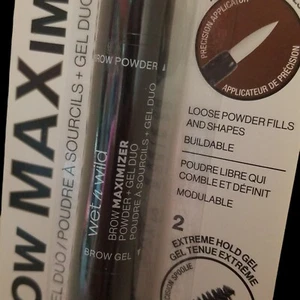 OW MAXIM
GEL DUO / POUDRE À SOURCILS + GEL DUO
BROW POWDER
wet n wild
BROW MAXIMIZER
POWDER + GEL DUO
POUDRE À SOURCILS + GEL DUO
BROW GEL
PRECISION APPLICATOR
APPLICATEUR DE PRÉCISION
LOOSE POWDER FILLS
AND SHAPES
BUILDABLE
POUDRE LIBRE QUI
COMBLE ET DÉFINIT
MODULABLE
2
EXTREME HOLD GEL
GEL TENUE EXTRÊME